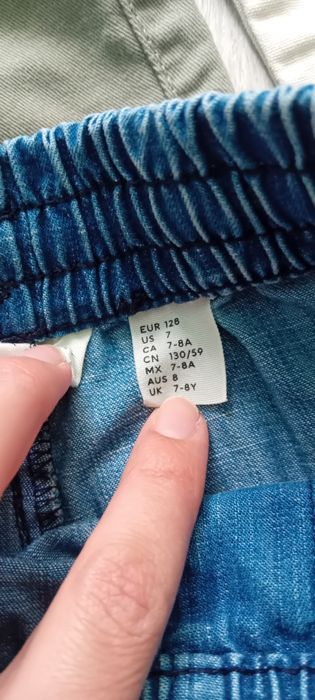 EUR 128
US 7
CA 7-8A
CN 130/59
MX 7-8A
AUS 8
UK 7-8Y